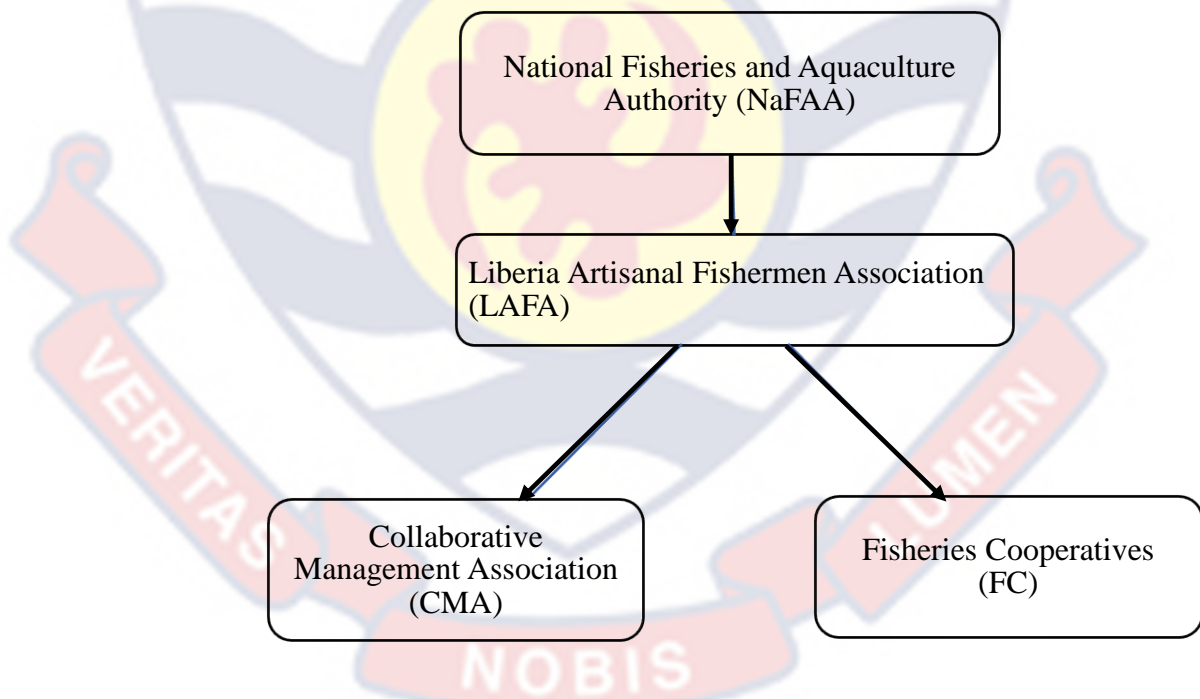 National Fisheries and Aquaculture
Authority (NaFAA)
Liberia Artisanal Fishermen Association
(LAFA)
Collaborative
Management Association
(CMA)
Fisheries Cooperatives
(FC)
VERITAS
NOBIS
LUMEN